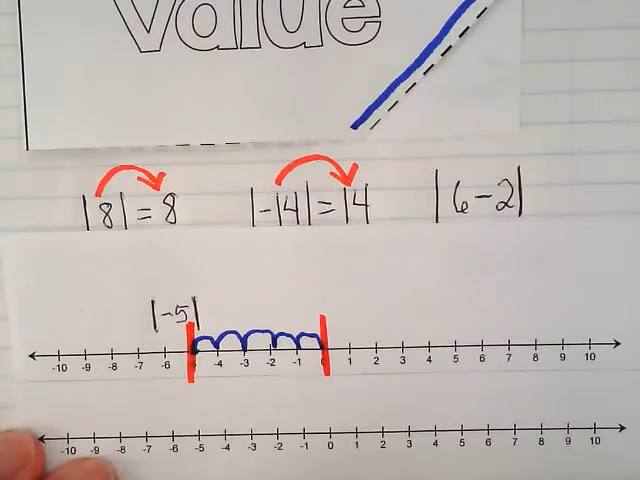 Value
|8| = 8 |-14| = 14 |6-2|
|-5|
-10 -9 -8 -7 -6 -4 -3 -2 -1 1 2 3 4 5 6 7 8 9 10
-10 -9 -8 -7 -6 -5 -4 -3 -2 -1 0 1 2 3 4 5 6 7 8 9 10